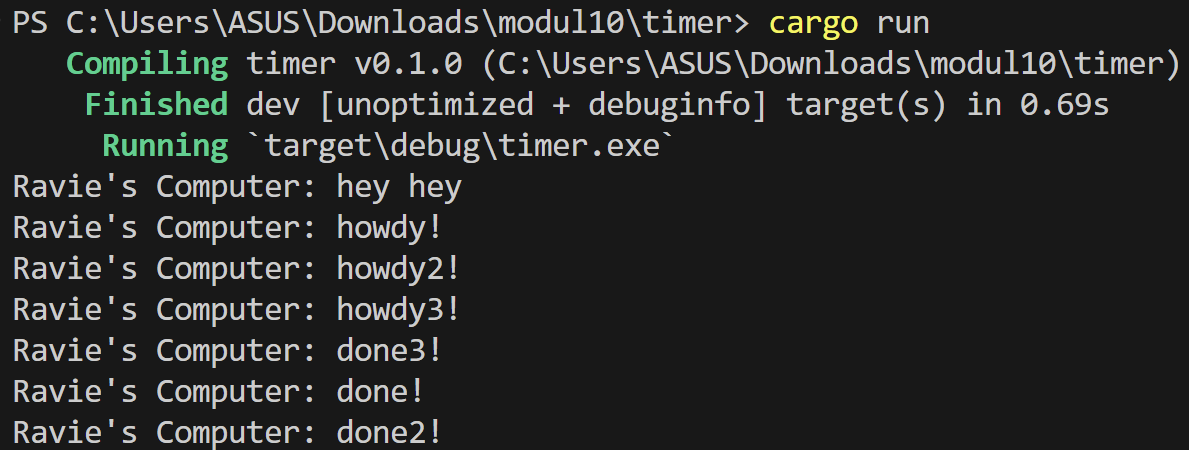 PS C:\Users\ASUS\Downloads\modul10\timer> cargo run
Compiling timer v0.1.0 (C:\Users\ASUS\Downloads\modul10\timer)
Finished dev [unoptimized + debuginfo] target(s) in 0.69s
Running `target\debug\timer.exe`
Ravie's Computer: hey hey
Ravie's Computer: howdy!
Ravie's Computer: howdy2!
Ravie's Computer: howdy3!
Ravie's Computer: done3!
Ravie's Computer: done!
Ravie's Computer: done2!